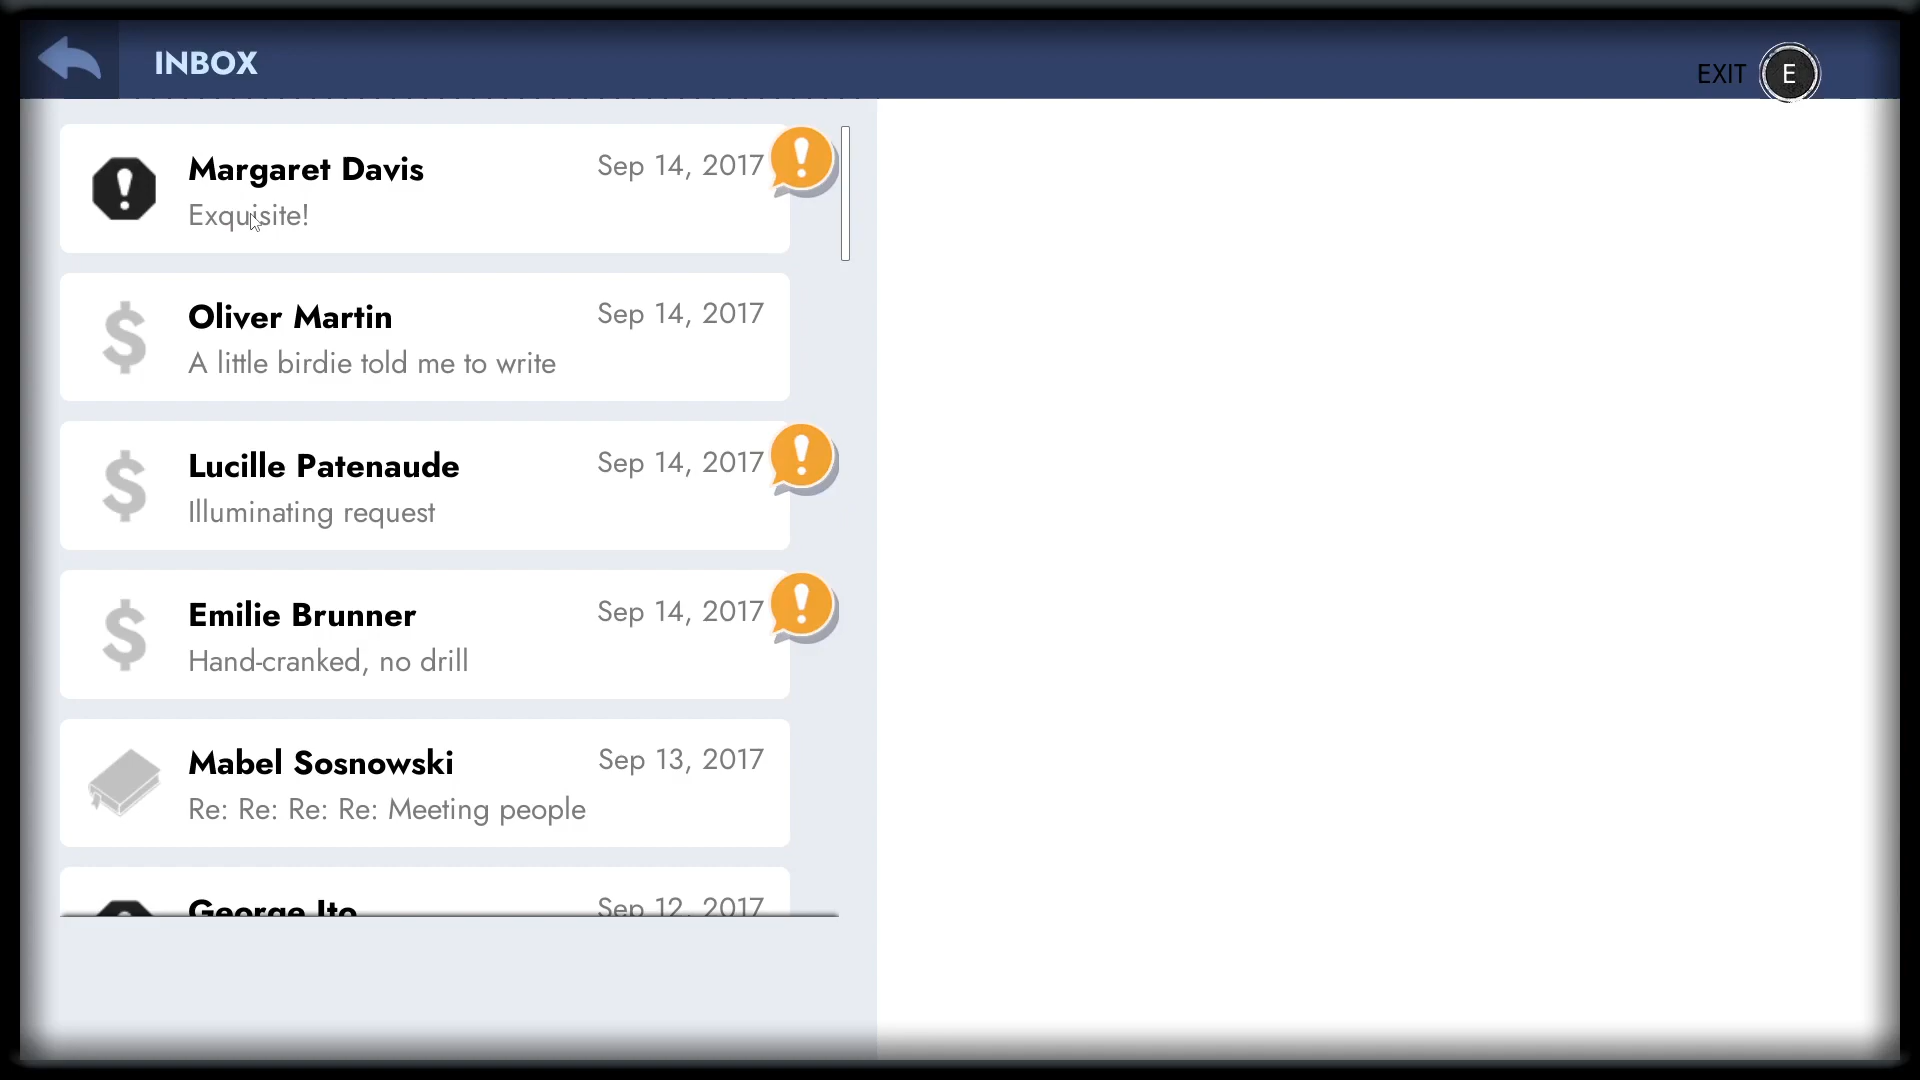 INBOX
EXIT E
Margaret Davis
Sep 14, 2017
Exquisite!
Oliver Martin
Sep 14, 2017
A little birdie told me to write
Lucille Patenaude
Sep 14, 2017
Illuminating request
Emilie Brunner
Sep 14, 2017
Hand-cranked, no drill
Mabel Sosnowski
Sep 13, 2017
Re: Re: Re: Re: Meeting people
George Ito
Sep 12, 2017